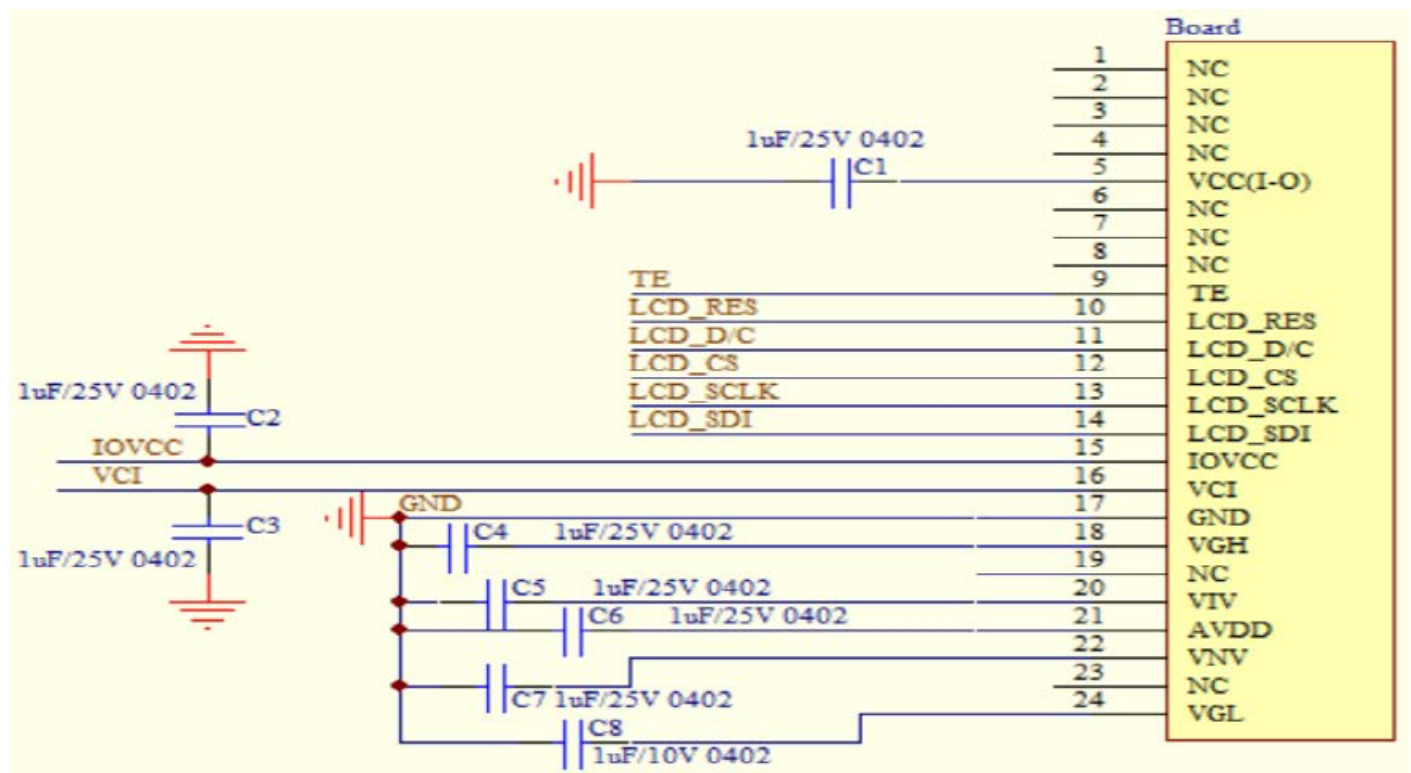 Board
1 NC
2 NC
3 NC
4 NC
1uF/25V 0402
C1
5 VCC(I-O)
6 NC
7 NC
8 NC
TE 9 TE
LCD_RES 10 LCD_RES
LCD_D/C 11 LCD_D/C
LCD_CS 12 LCD_CS
LCD_SCLK 13 LCD_SCLK
LCD_SDI 14 LCD_SDI
1uF/25V 0402
C2
IOVCC 15 IOVCC
VCI 16 VCI
GND 17 GND
C3
1uF/25V 0402
C4 1uF/25V 0402 18 VGH
19 NC
C5 1uF/25V 0402 20 VIV
C6 1uF/25V 0402 21 AVDD
22 VNV
23 NC
C7 1uF/25V 0402
24 VGL
C8
1uF/10V 0402